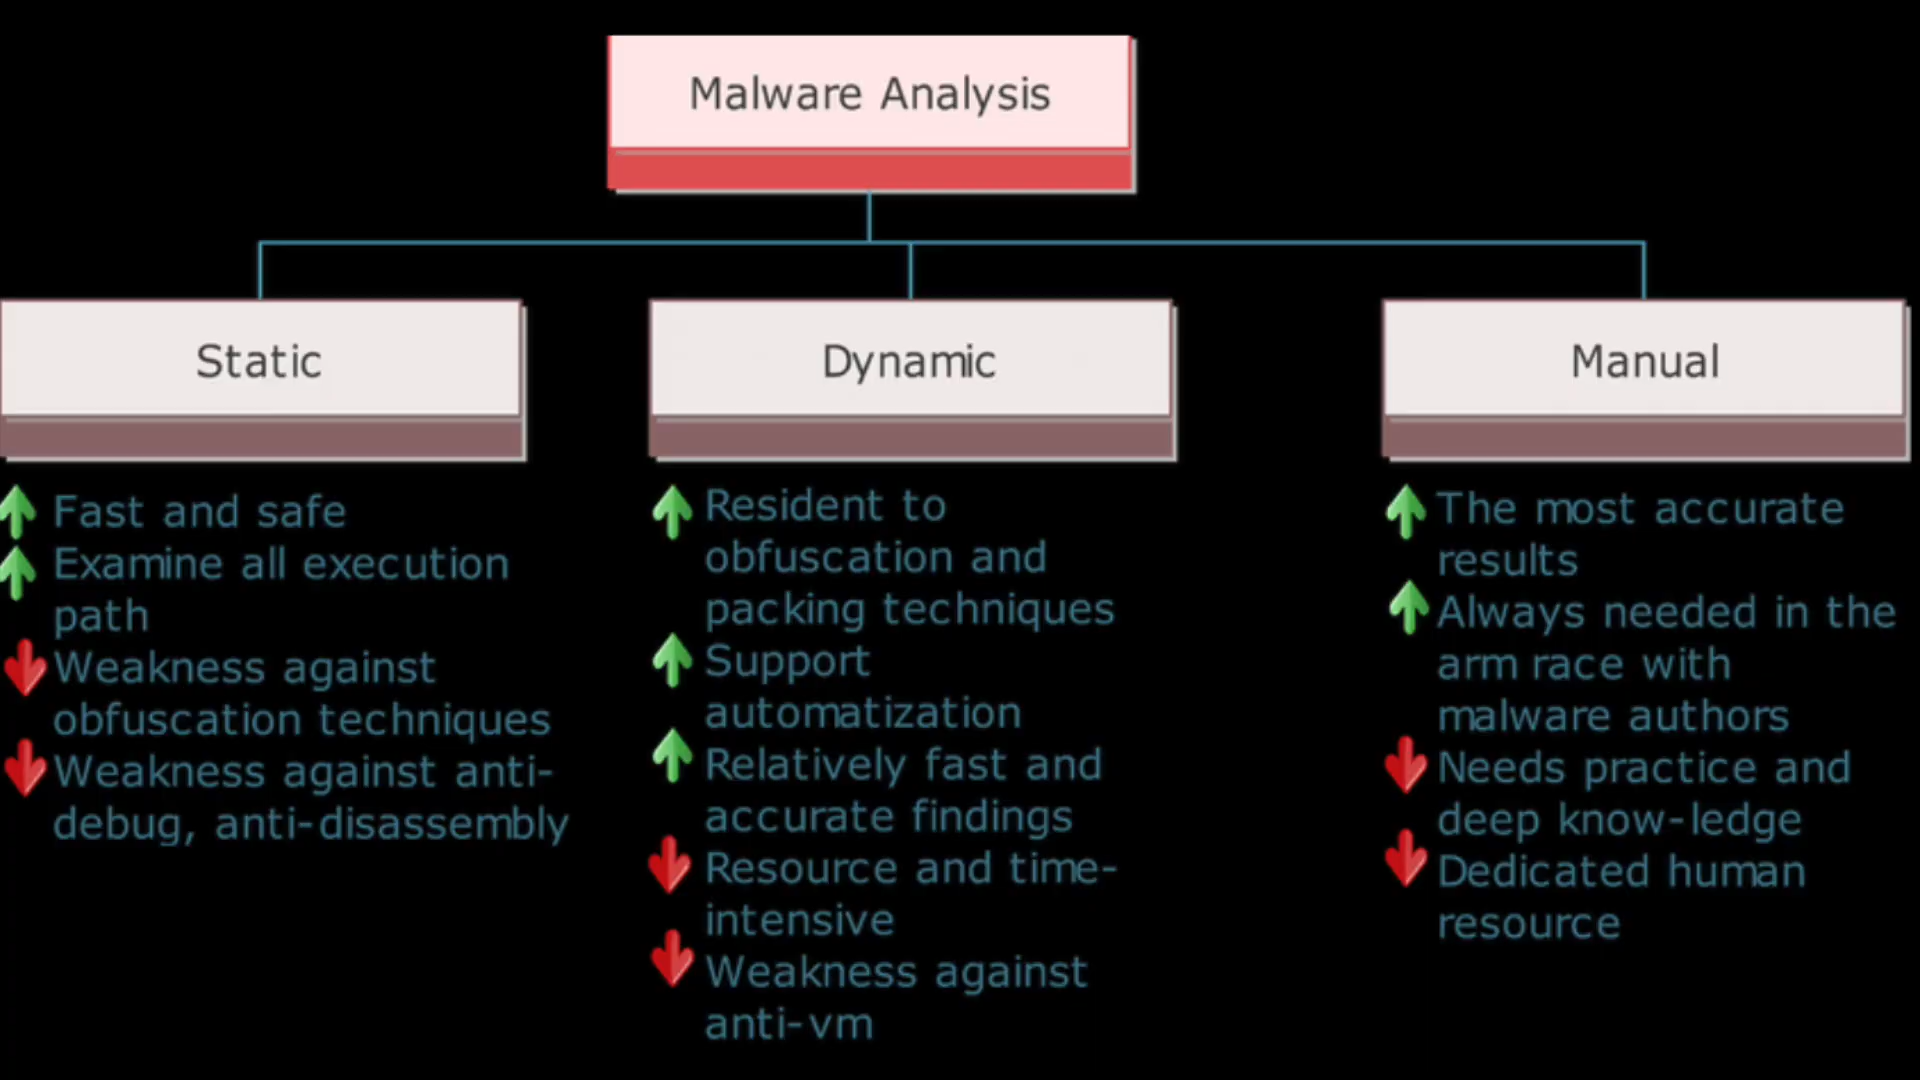 Malware Analysis
Static
Dynamic
Manual
Fast and safe
Examine all execution
path
Weakness against
obfuscation techniques
Weakness against anti-
debug, anti-disassembly
Resident to
obfuscation and
packing techniques
Support
automatization
Relatively fast and
accurate findings
Resource and time-
intensive
Weakness against
anti-vm
The most accurate
results
Always needed in the
arm race with
malware authors
Needs practice and
deep know-ledge
Dedicated human
resource